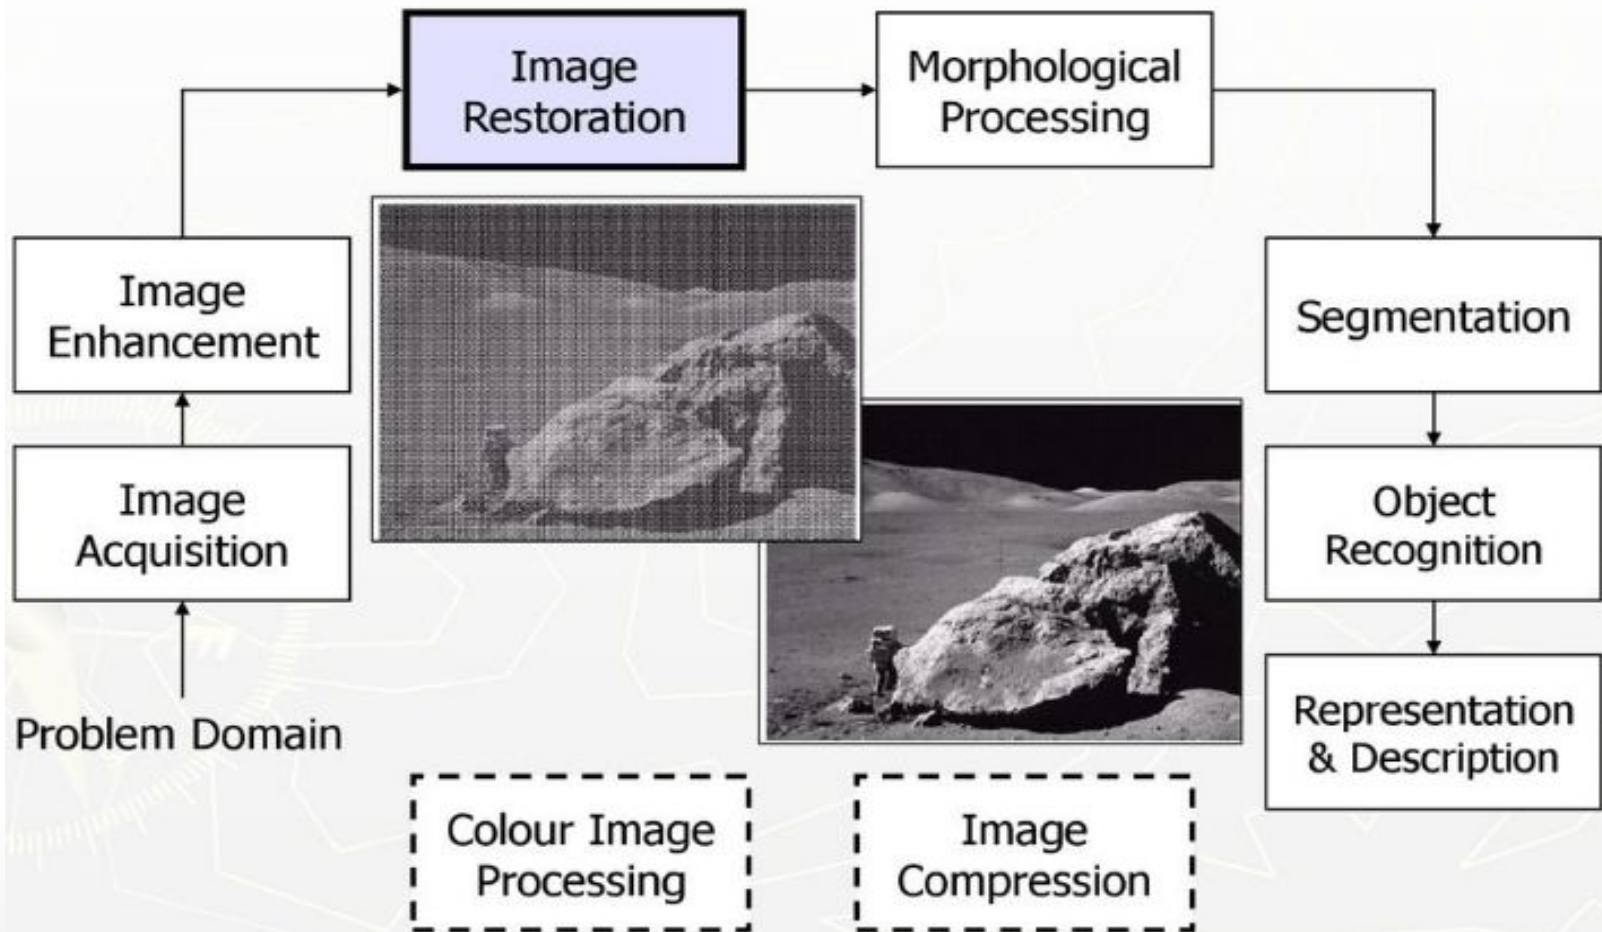 Image
Restoration
Morphological
Processing
Image
Enhancement
Segmentation
Image
Acquisition
Object
Recognition
Problem Domain
Representation
& Description
Colour Image
Processing
Image
Compression